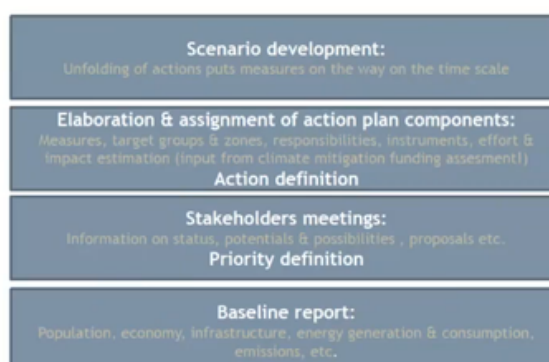 Scenario development:
Unfolding of actions puts measures on the way on the time scale
Elaboration & assignment of action plan components:
Measures, target groups & zones, responsibilities, instruments, effort &
impact estimation (input from climate mitigation funding assesment!)
Action definition
Stakeholders meetings:
Information on status, potentials & possibilities , proposals etc.
Priority definition
Baseline report:
Population, economy, infrastructure, energy generation & consumption,
emissions, etc.